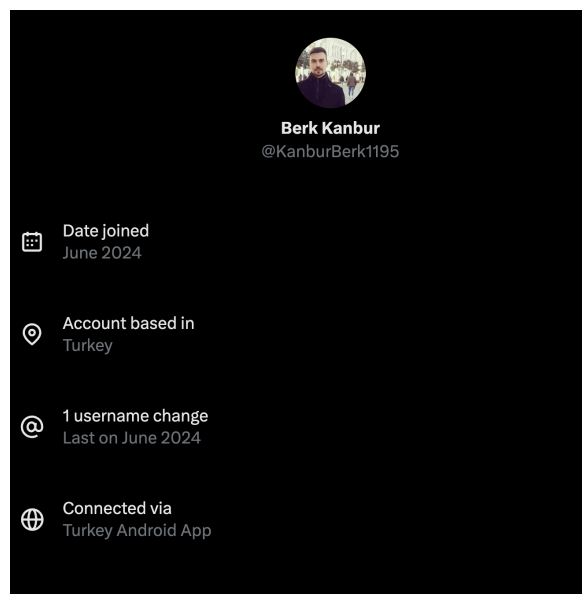 Berk Kanbur
@KanburBerk1195
Date joined
June 2024
Account based in
Turkey
1 username change
Last on June 2024
Connected via
Turkey Android App